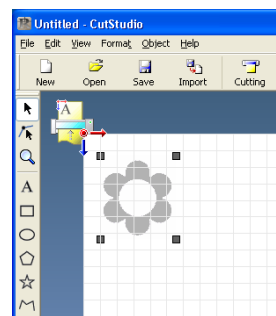 Untitled - CutStudio
File Edit View Format Object Help
New Open Save Import Cutting
A
A